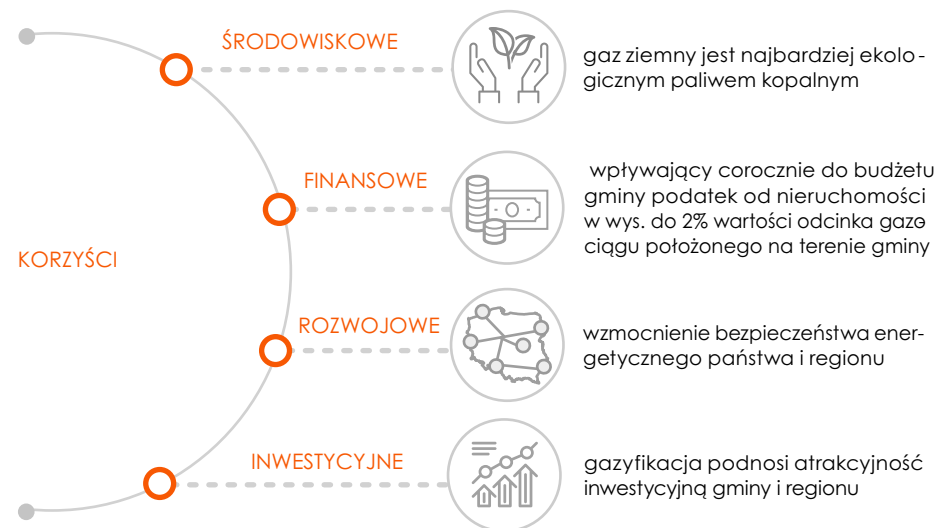 KORZYŚCI
ŚRODOWISKOWE
gaz ziemny jest najbardziej ekolo-
gicznym paliwem kopalnym
FINANSOWE
wpływający corocznie do budżetu
gminy podatek od nieruchomości
w wys. do 2% wartości odcinka gazo
ciągu położonego na terenie gminy
ROZWOJOWE
wzmocnienie bezpieczeństwa ener-
getycznego państwa i regionu
INWESTYCYJNE
gazyfikacja podnosi atrakcyjność
inwestycyjną gminy i regionu